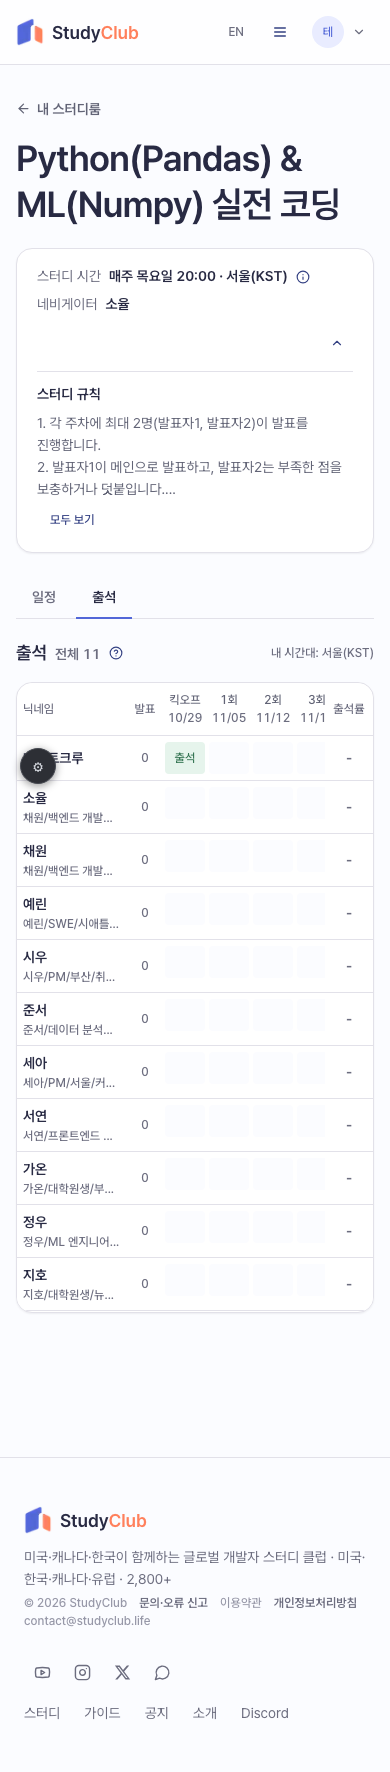 StudyClub
EN
테
내 스터디룸
Python(Pandas) &
ML(Numpy) 실전 코딩
스터디 시간 매주 목요일 20:00 · 서울(KST)
네비게이터 소율
스터디 규칙
1. 각 주차에 최대 2명(발표자1, 발표자2)이 발표를
진행합니다.
2. 발표자1이 메인으로 발표하고, 발표자2는 부족한 점을
보충하거나 덧붙입니다....
모두 보기
일정 출석
출석 전체 11 내 시간대: 서울(KST)
닉네임 발표 킥오프 1회 2회 3회 출석률
10/29 11/05 11/12 11/1
트크루 0 출석 -
소율
채원/백엔드 개발... 0 -
채원
채원/백엔드 개발... 0 -
예린
예린/SWE/시애틀... 0 -
시우
시우/PM/부산/취... 0 -
준서
준서/데이터 분석... 0 -
세아
세아/PM/서울/커... 0 -
서연
서연/프론트엔드 ... 0 -
가온
가온/대학원생/부... 0 -
정우
정우/ML 엔지니어... 0 -
지호
지호/대학원생/뉴... 0 -
StudyClub
미국·캐나다·한국이 함께하는 글로벌 개발자 스터디 클럽 · 미국·
한국·캐나다·유럽 · 2,800+
© 2026 StudyClub 문의·오류 신고 이용약관 개인정보처리방침
contact@studyclub.life
스터디 가이드 공지 소개 Discord